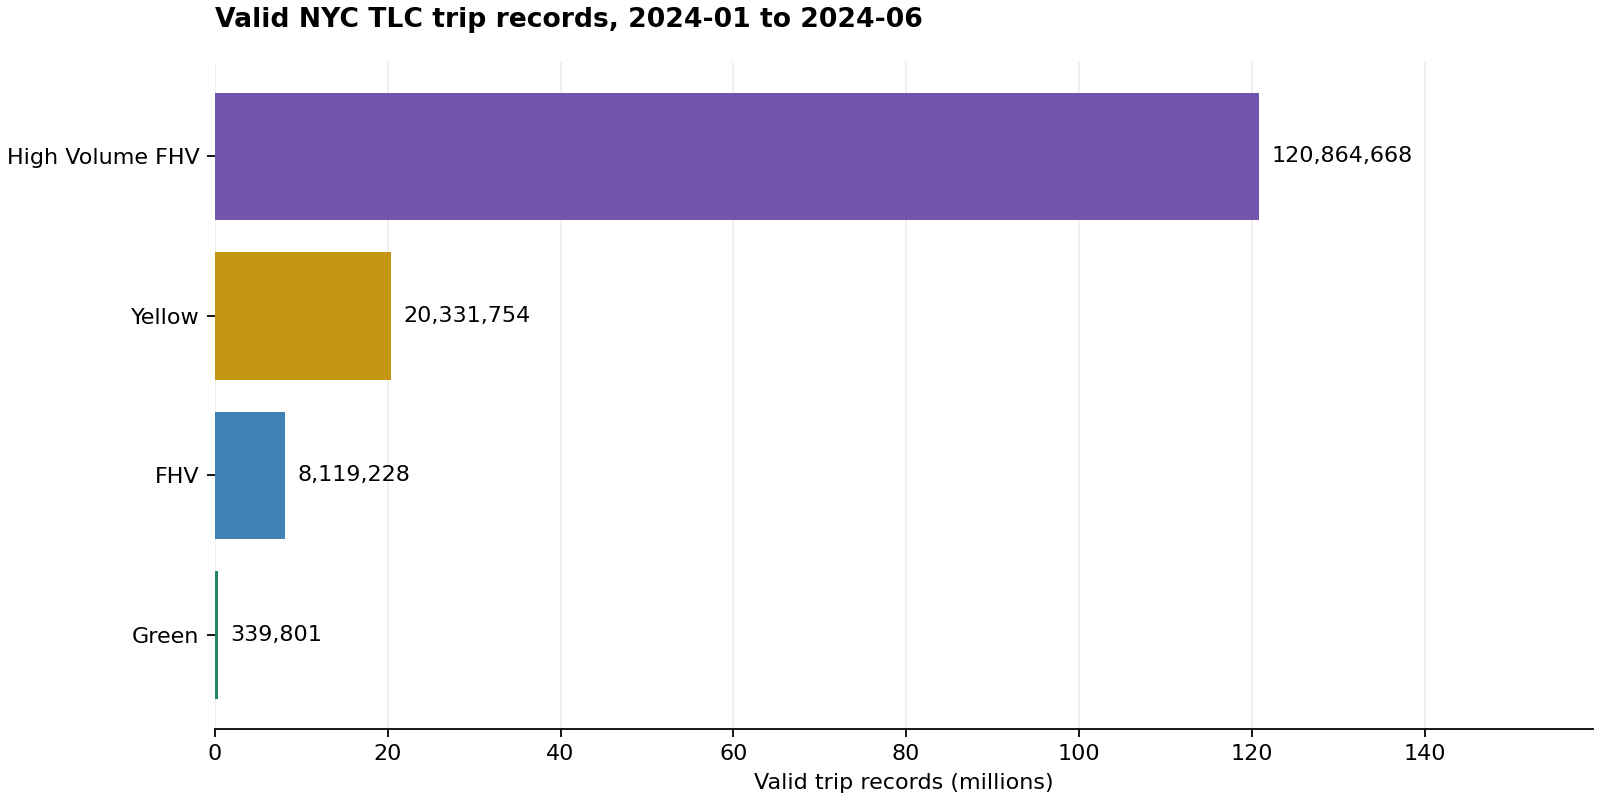 Valid NYC TLC trip records, 2024-01 to 2024-06
High Volume FHV
120,864,668
Yellow
20,331,754
FHV
8,119,228
Green
339,801
0 20 40 60 80 100 120 140
Valid trip records (millions)